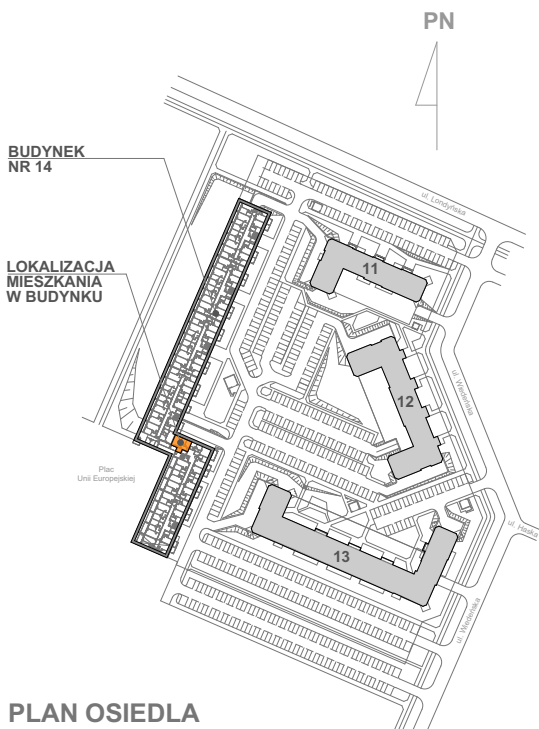 PN
BUDYNEK
NR 14
ul. Londyńska
LOKALIZACJA
MIESZKANIA
W BUDYNKU
11
ul. Wiedeńska
12
Plac
Unii Europejskiej
ul. Haska
13
ul. Wiedeńska
PLAN OSIEDLA